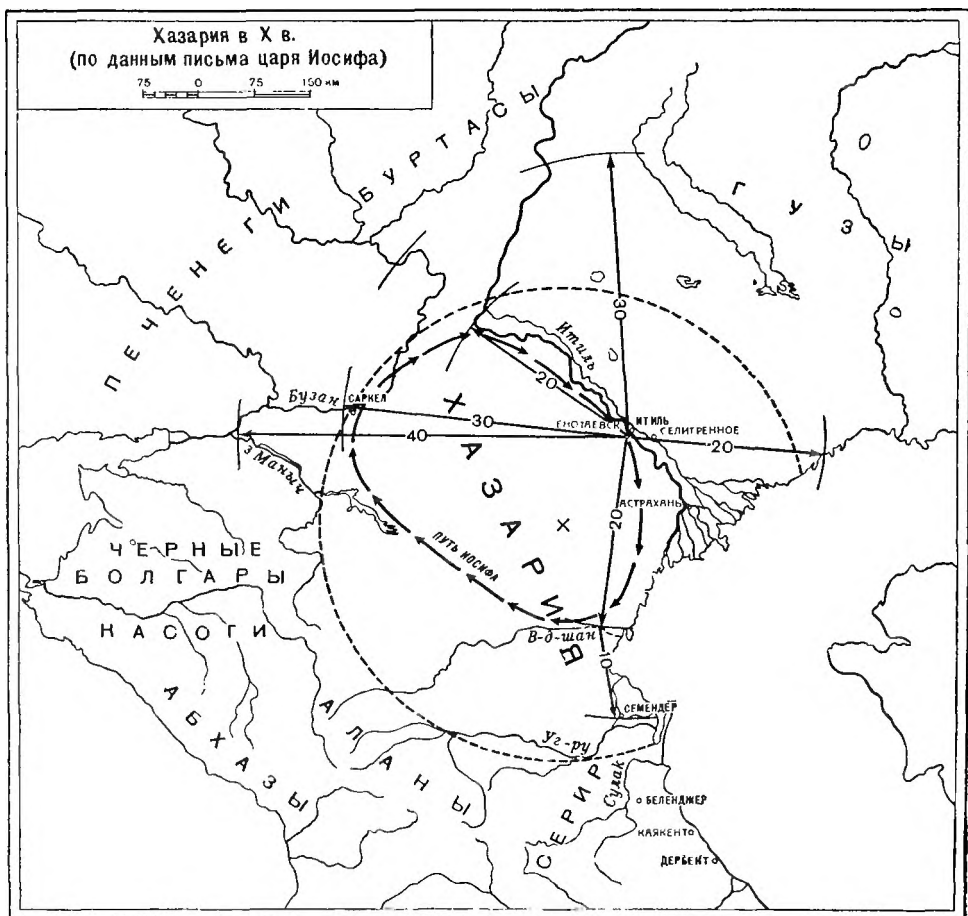 Хазария в X в.
(по данным письма царя Иосифа)
75 0 75 150 км
БУРТАСЫ
ПЕЧЕНЕГИ
ГУЗЫ
30
Итиль
20
Бузан
САРКЕЛ
30
40
ЕНОТАЕВСК
ИТИЛЬ
СЕЛИТРЕННОЕ
20
З Маныч
ХАЗАРИЯ
АСТРАХАНЬ
20
ПУТЬ ИОСИФА
ЧЕРНЫЕ
БОЛГАРЫ
КАСОГИ
В-д-шан
10
СЕМЕНДЕР
АБХАЗЫ
АЛАНЫ
Уг-ру
СЕРИР
Сулак
БЕЛЕНДЖЕР
КАЯКЕНТ
ДЕРБЕНТ